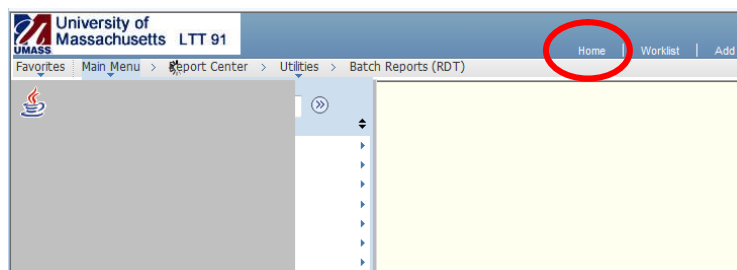 University of
Massachusetts LTT 91
UMASS
Home | Worklist | Add
Favorites Main Menu > Report Center > Utilities > Batch Reports (RDT)